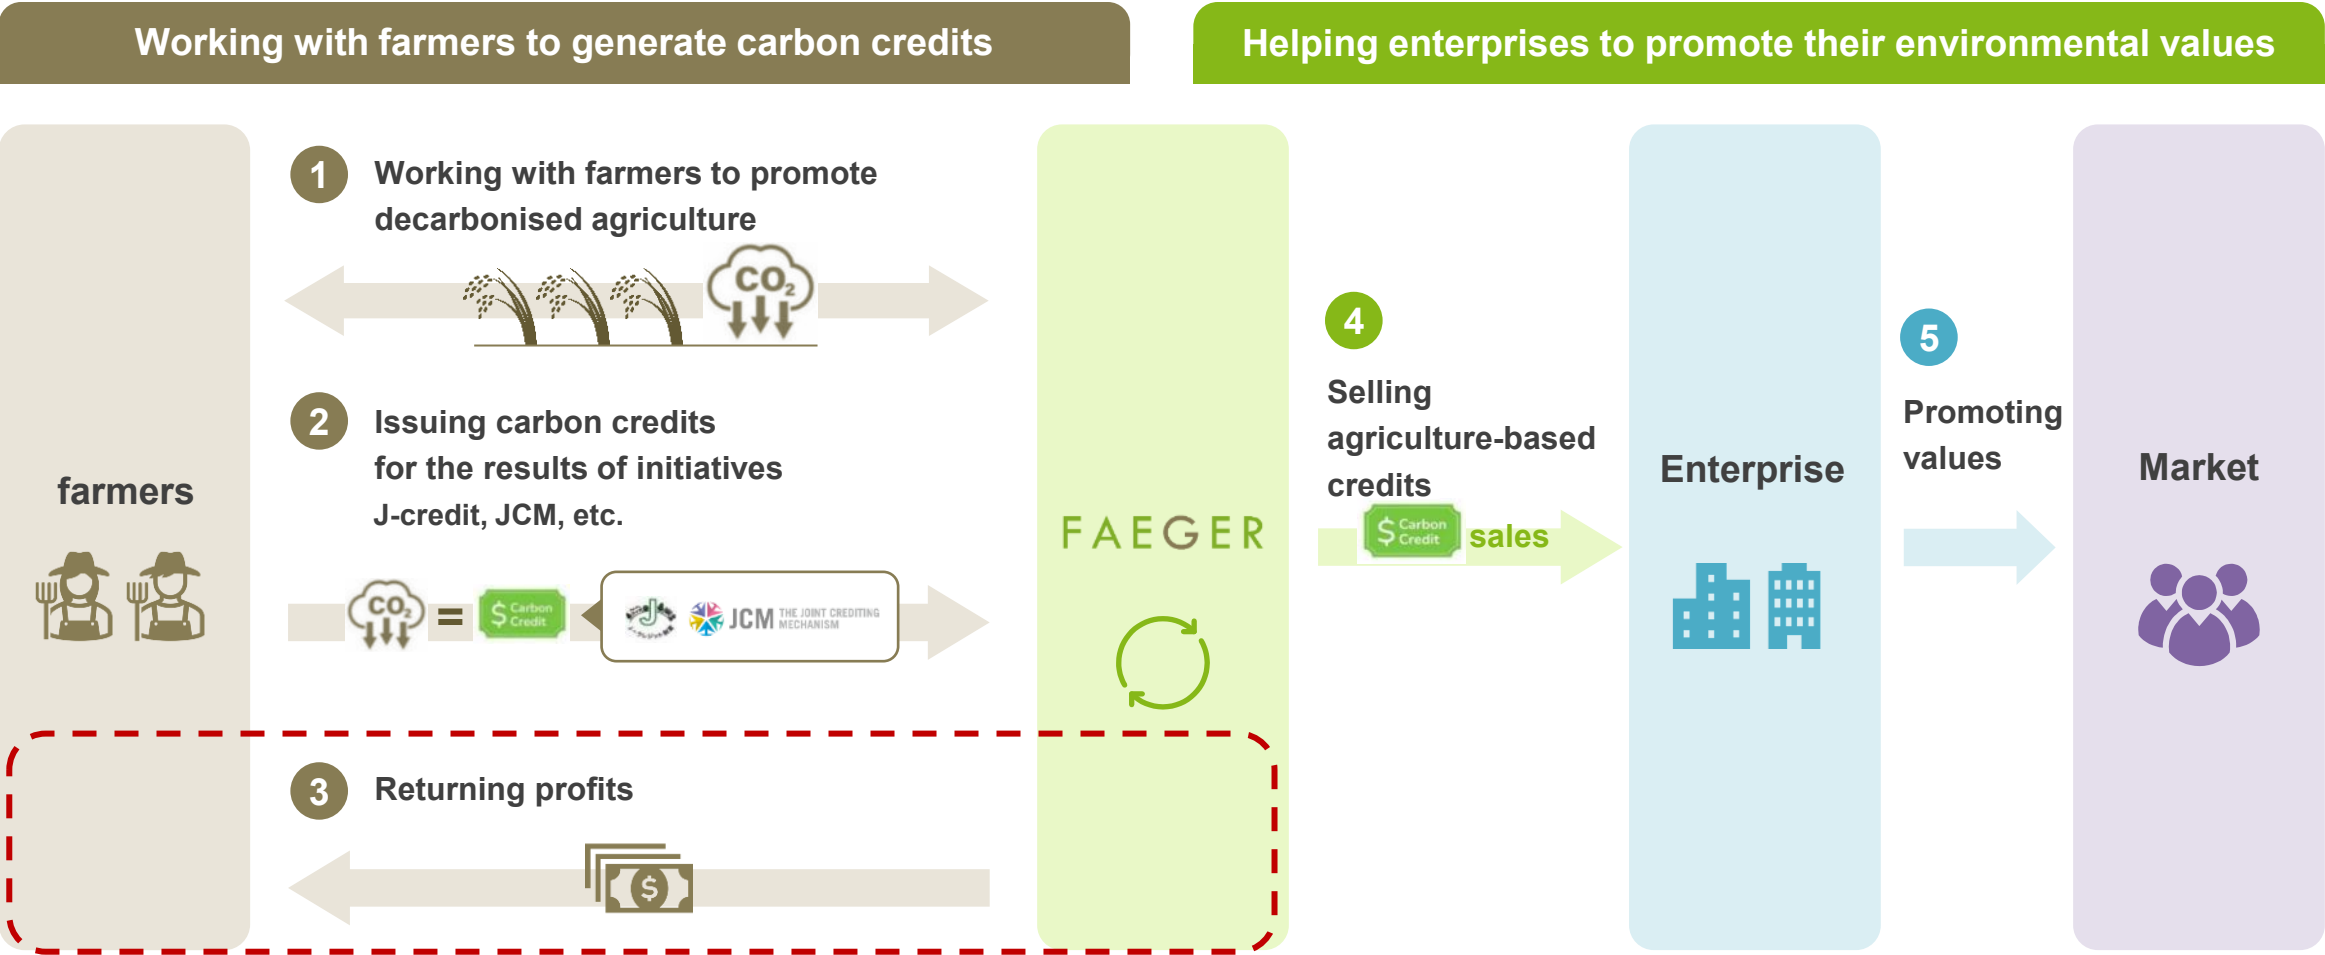 Working with farmers to generate carbon credits
Helping enterprises to promote their environmental values
farmers
1
Working with farmers to promote
decarbonised agriculture
CO2
2
Issuing carbon credits
for the results of initiatives
J-credit, JCM, etc.
CO2
=
$ Carbon
Credit
J
JCM THE JOINT CREDITING
MECHANISM
3
Returning profits
$
FAEGER
4
Selling
agriculture-based
credits
$ Carbon
Credit
sales
Enterprise
5
Promoting
values
Market